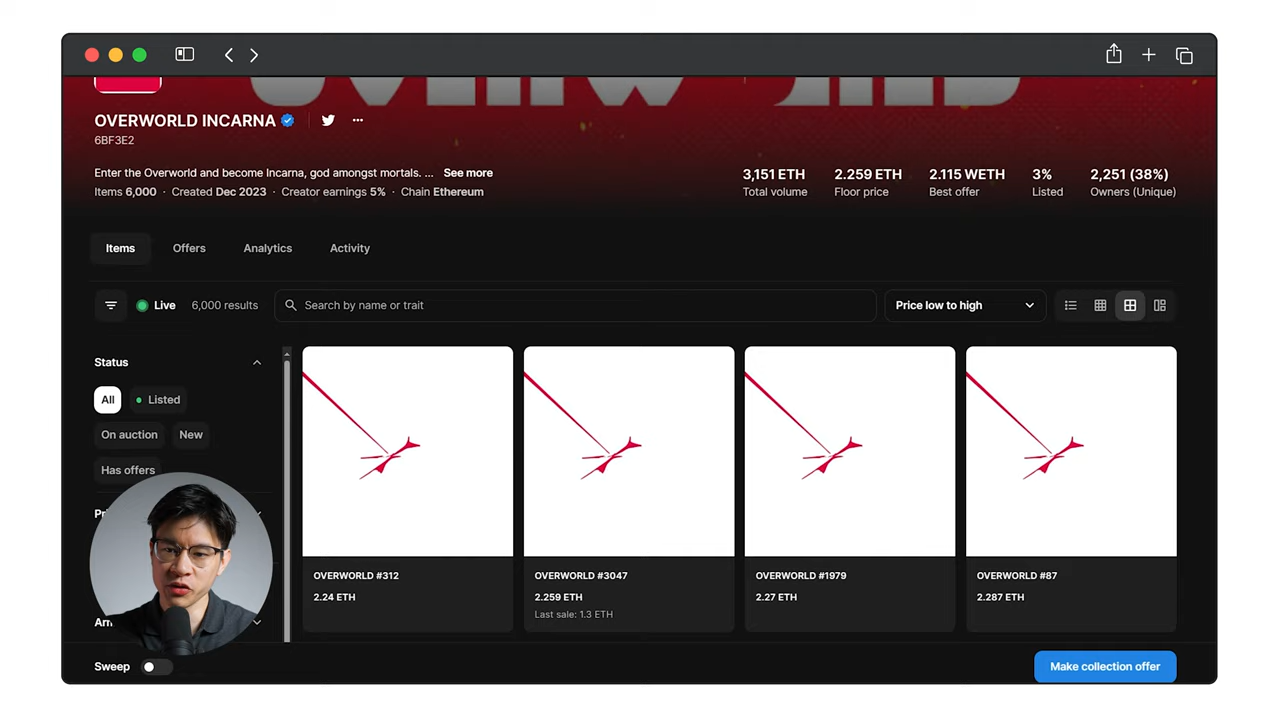 OVERWORLD INCARNA
6BF3E2
Enter the Overworld and become Incarna, god amongst mortals. ... See more
Items 6,000 · Created Dec 2023 · Creator earnings 5% · Chain Ethereum
3,151 ETH
Total volume
2.259 ETH
Floor price
2.115 WETH
Best offer
3%
Listed
2,251 (38%)
Owners (Unique)
Items
Offers
Analytics
Activity
Live
6,000 results
Search by name or trait
Price low to high
Status
All
Listed
On auction
New
Has offers
OVERWORLD #312
2.24 ETH
OVERWORLD #3047
2.259 ETH
Last sale: 1.3 ETH
OVERWORLD #1979
2.27 ETH
OVERWORLD #87
2.287 ETH
Sweep
Make collection offer